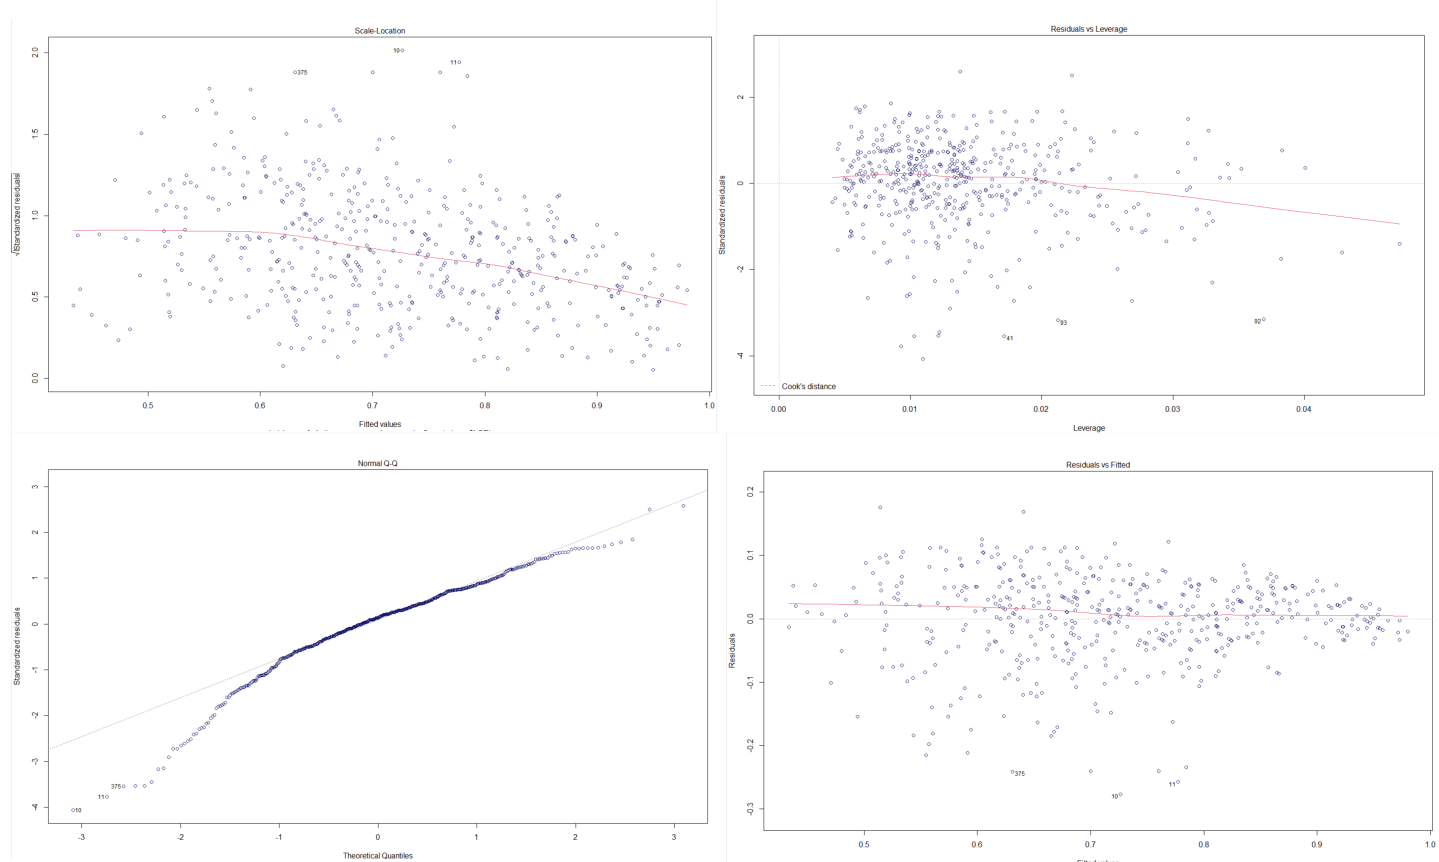 Scale-Location
10
11
375
√|Standardized residuals|
0.0 0.5 1.0 1.5 2.0
0.5 0.6 0.7 0.8 0.9 1.0
Fitted values
Residuals vs Leverage
Standardized residuals
-4 -2 0 2
93
92
41
Cook's distance
0.00 0.01 0.02 0.03 0.04
Leverage
Normal Q-Q
Standardized residuals
-4 -3 -2 -1 0 1 2 3
375
11
10
-3 -2 -1 0 1 2 3
Theoretical Quantiles
Residuals vs Fitted
Residuals
-0.3 -0.2 -0.1 0.0 0.1 0.2
375
11
10
0.5 0.6 0.7 0.8 0.9 1.0